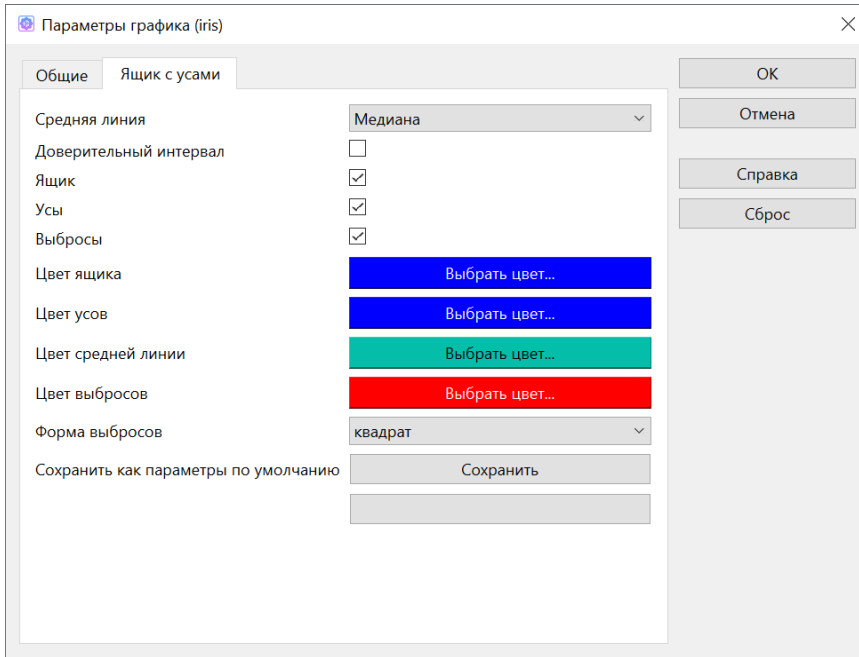 Параметры графика (iris)
Общие
Ящик с усами
Средняя линия
Медиана
Доверительный интервал
Ящик
Усы
Выбросы
Цвет ящика
Выбрать цвет...
Цвет усов
Выбрать цвет...
Цвет средней линии
Выбрать цвет...
Цвет выбросов
Выбрать цвет...
Форма выбросов
квадрат
Сохранить как параметры по умолчанию
Сохранить
ОК
Отмена
Справка
Сброс